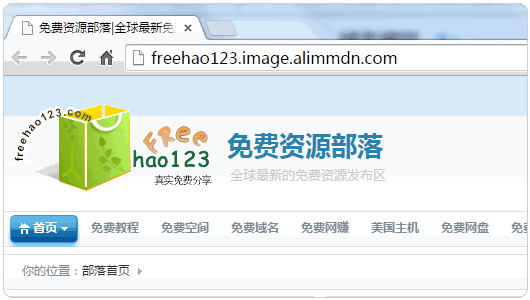 免费资源部落|全球最新免
freehao123.image.alimmdn.com
freehao123.com
FRee
hao123
真实免费分享
免费资源部落
全球最新的免费资源发布区
首页 免费教程 免费空间 免费域名 免费网赚 美国主机 免费网盘 免
你的位置：部落首页